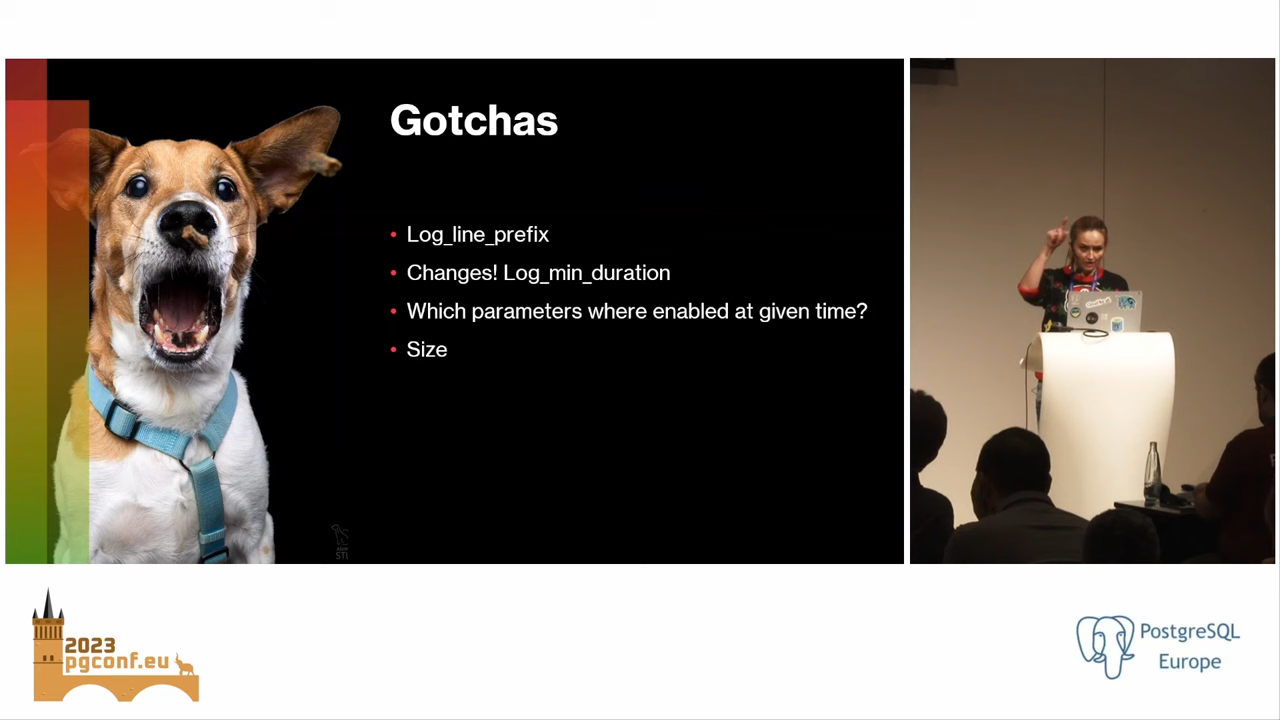 Gotchas
• Log_line_prefix
• Changes! Log_min_duration
• Which parameters where enabled at given time?
• Size
2023
pgconf.eu
PostgreSQL
Europe